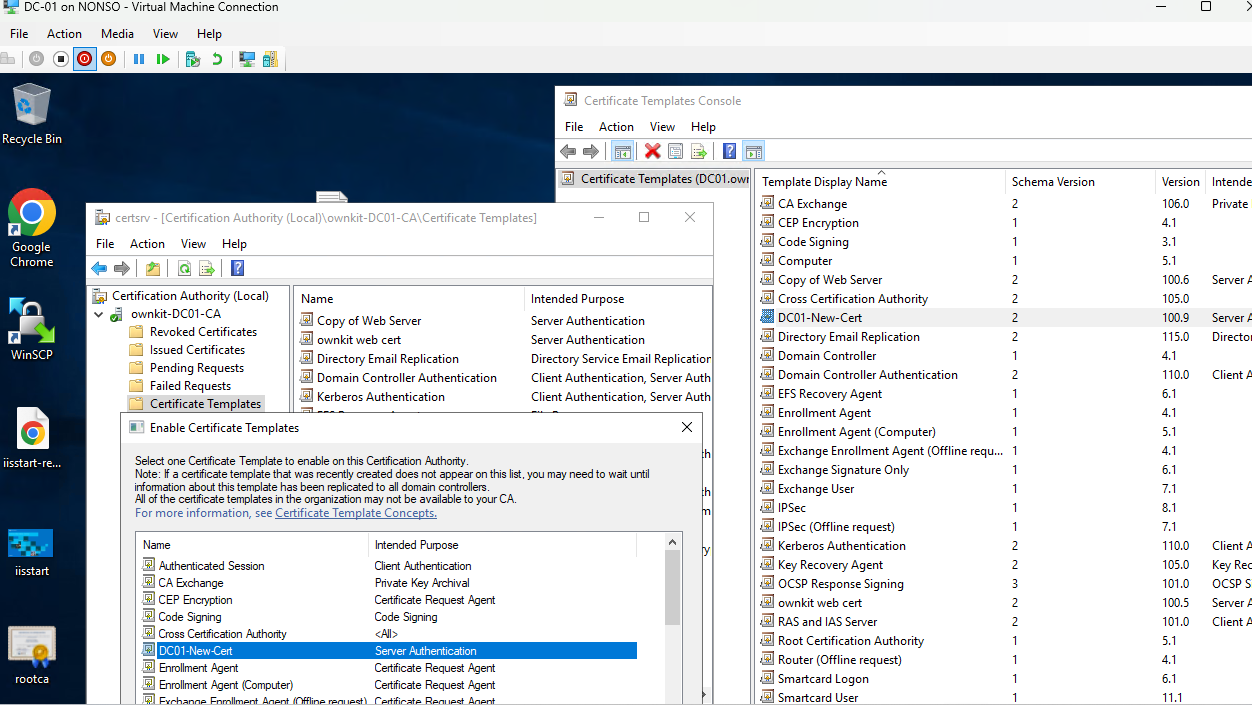 DC-01 on NONSO - Virtual Machine Connection
File Action Media View Help
Recycle Bin
Google
Chrome
WinSCP
iisstart-re...
iisstart
rootca
certsrv - [Certification Authority (Local)\ownkit-DC01-CA\Certificate Templates]
File Action View Help
Certification Authority (Local)
ownkit-DC01-CA
Revoked Certificates
Issued Certificates
Pending Requests
Failed Requests
Certificate Templates
Name Intended Purpose
Copy of Web Server Server Authentication
ownkit web cert Server Authentication
Directory Email Replication Directory Service Email Replication
Domain Controller Authentication Client Authentication, Server Auth
Kerberos Authentication Client Authentication, Server Auth
Enable Certificate Templates
Select one Certificate Template to enable on this Certification Authority.
Note: If a certificate template that was recently created does not appear on this list, you may need to wait until
information about this template has been replicated to all domain controllers.
All of the certificate templates in the organization may not be available to your CA.
For more information, see Certificate Template Concepts.
Name Intended Purpose
Authenticated Session Client Authentication
CA Exchange Private Key Archival
CEP Encryption Certificate Request Agent
Code Signing Code Signing
Cross Certification Authority <All>
DC01-New-Cert Server Authentication
Enrollment Agent Certificate Request Agent
Enrollment Agent (Computer) Certificate Request Agent
Exchange Enrollment Agent (Offline request) Certificate Request Agent
Certificate Templates Console
File Action View Help
Certificate Templates (DC01.own
Template Display Name Schema Version Version Intende
CA Exchange 2 106.0 Private
CEP Encryption 1 4.1
Code Signing 1 3.1
Computer 1 5.1
Copy of Web Server 2 100.6 Server A
Cross Certification Authority 2 105.0
DC01-New-Cert 2 100.9 Server A
Directory Email Replication 2 115.0 Director
Domain Controller 1 4.1
Domain Controller Authentication 2 110.0 Client A
EFS Recovery Agent 1 6.1
Enrollment Agent 1 4.1
Enrollment Agent (Computer) 1 5.1
Exchange Enrollment Agent (Offline requ... 1 4.1
Exchange Signature Only 1 6.1
Exchange User 1 7.1
IPSec 1 8.1
IPSec (Offline request) 1 7.1
Kerberos Authentication 2 110.0 Client A
Key Recovery Agent 2 105.0 Key Rec
OCSP Response Signing 3 101.0 OCSP S
ownkit web cert 2 100.5 Server A
RAS and IAS Server 2 101.0 Client A
Root Certification Authority 1 5.1
Router (Offline request) 1 4.1
Smartcard Logon 1 6.1
Smartcard User 1 11.1